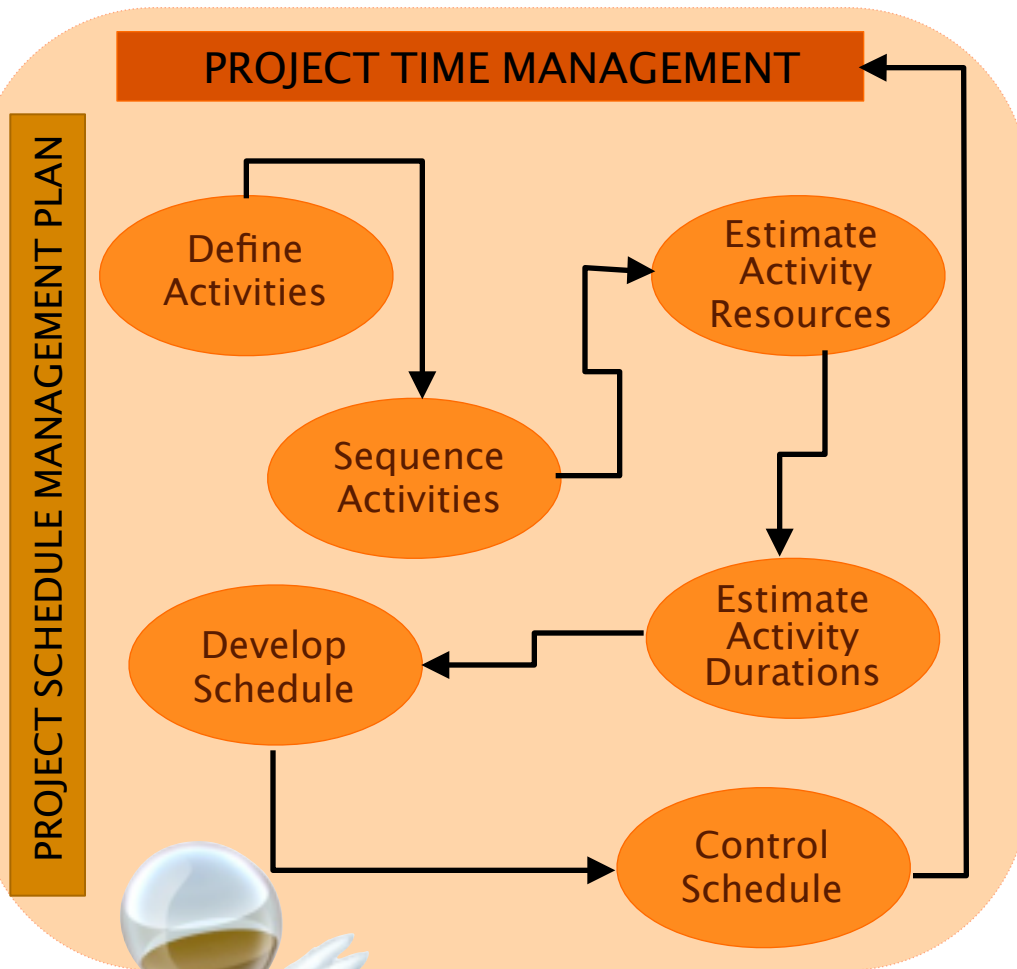 PROJECT TIME MANAGEMENT
PROJECT SCHEDULE MANAGEMENT PLAN
Define
Activities
Estimate
Activity
Resources
Sequence
Activities
Estimate
Activity
Durations
Develop
Schedule
Control
Schedule